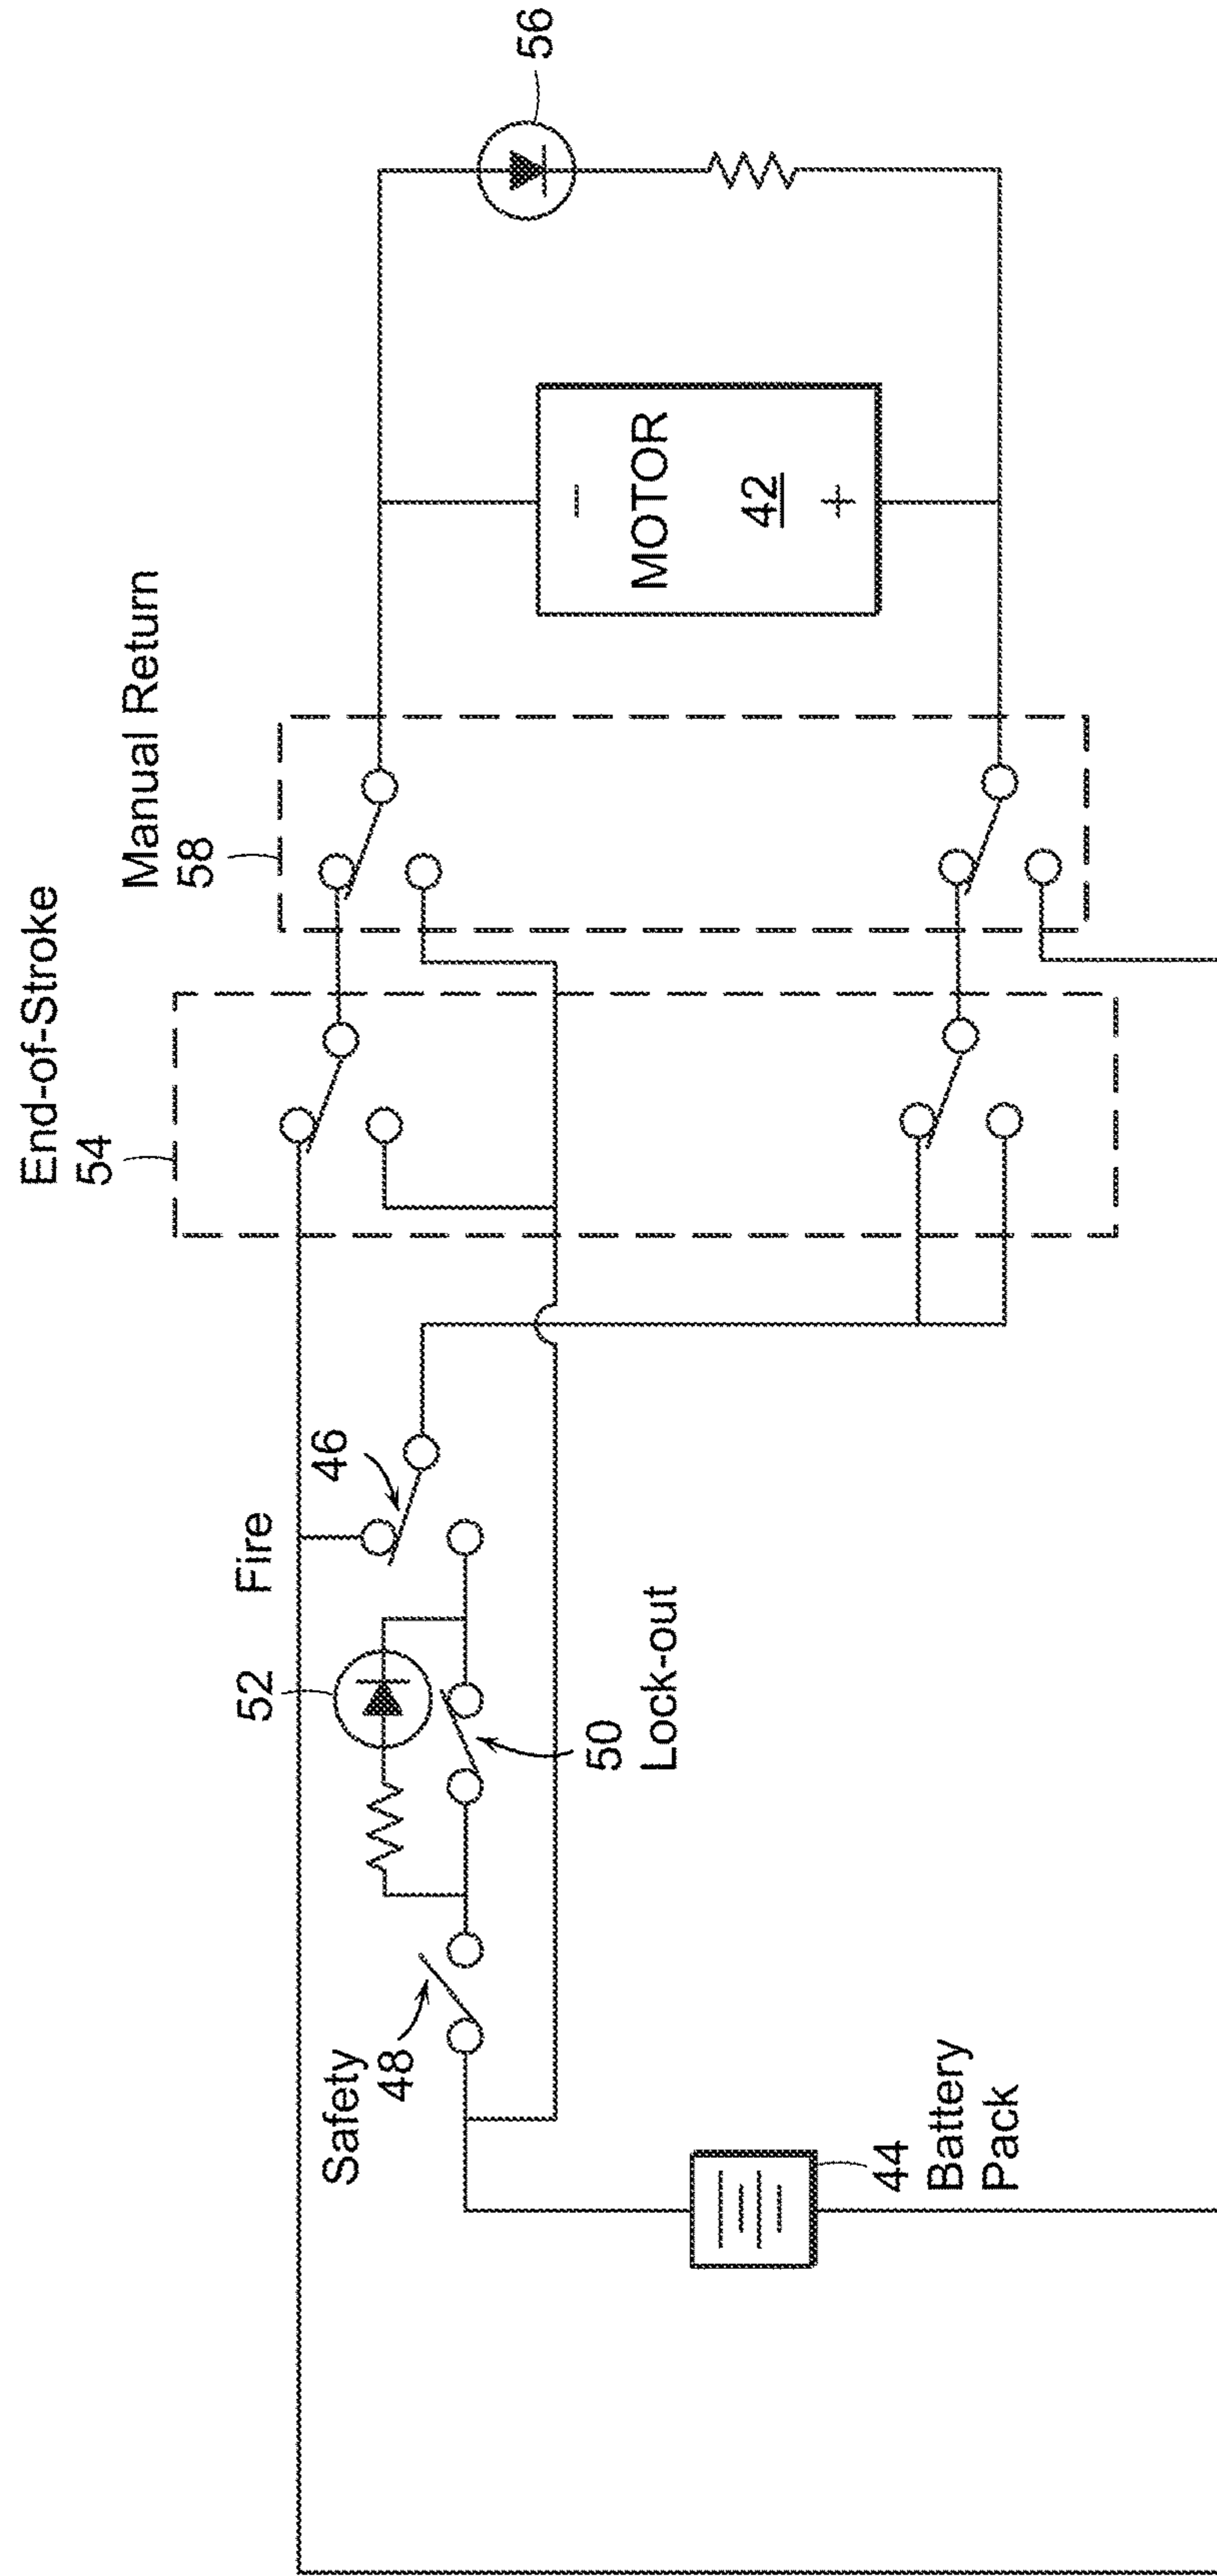 End-of-Stroke
54
Manual Return
58
56
Fire
46
52
50
Lock-out
Safety
48
44
Battery
Pack
−
MOTOR
42
+